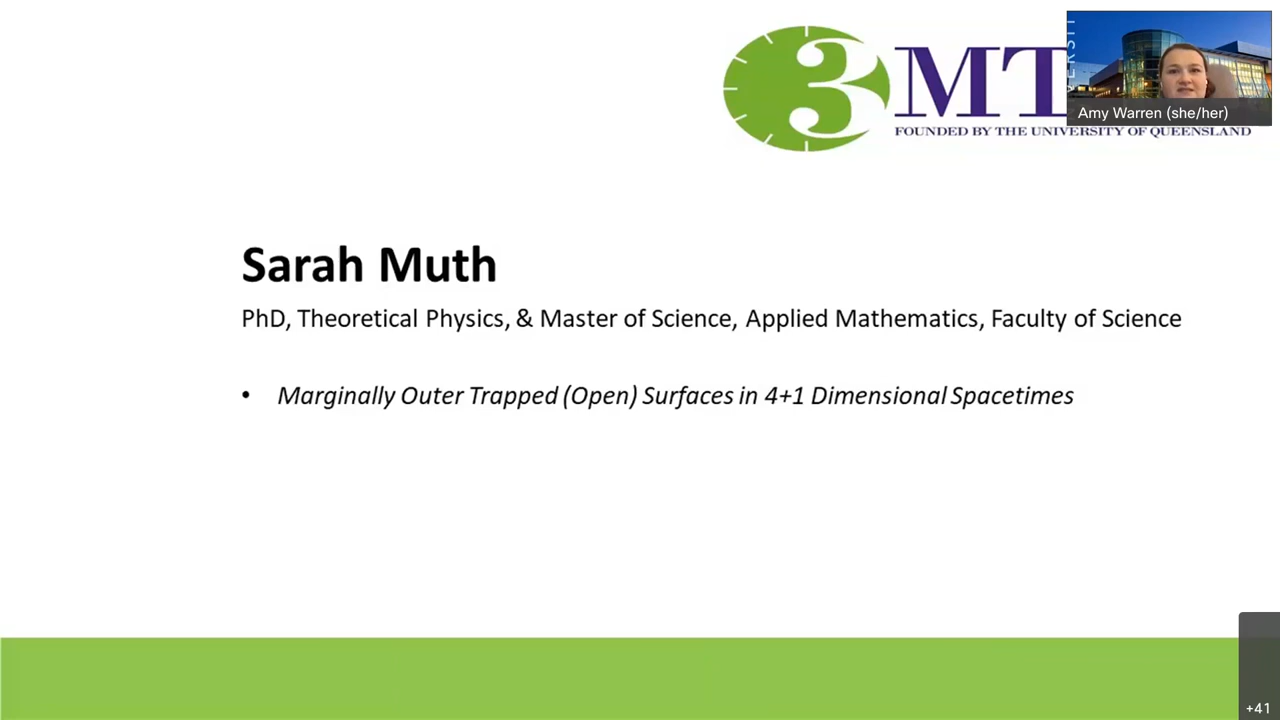 3MT
ERSIT
Amy Warren (she/her)
FOUNDED BY THE UNIVERSITY OF QUEENSLAND
Sarah Muth
PhD, Theoretical Physics, & Master of Science, Applied Mathematics, Faculty of Science
• Marginally Outer Trapped (Open) Surfaces in 4+1 Dimensional Spacetimes
+41